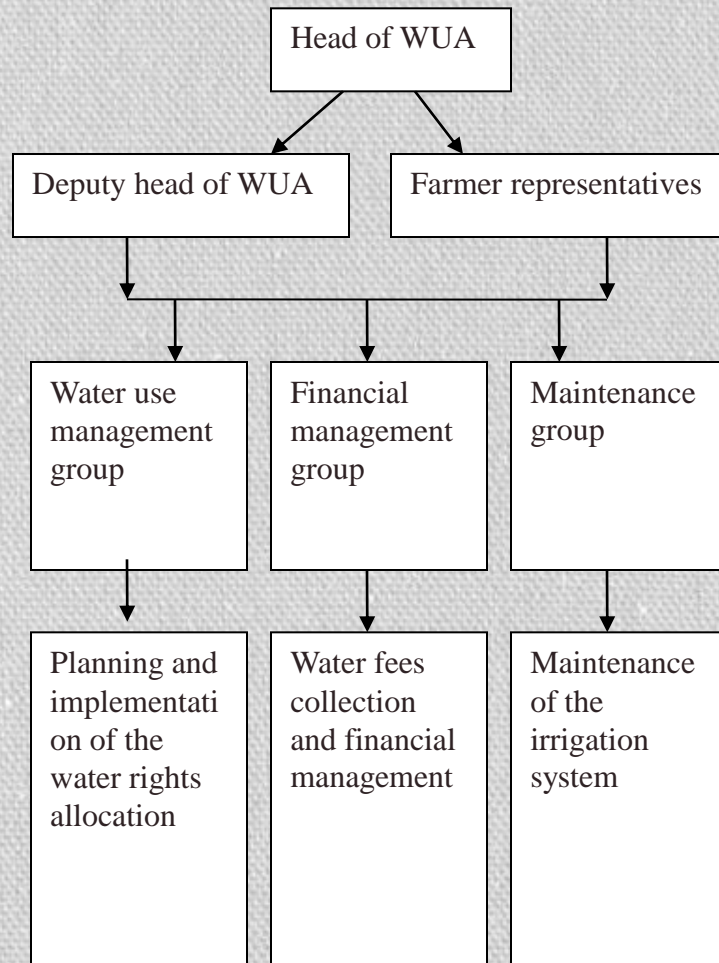 Head of WUA
Deputy head of WUA
Farmer representatives
Water use
management
group
Financial
management
group
Maintenance
group
Planning and
implementati
on of the
water rights
allocation
Water fees
collection
and financial
management
Maintenance
of the
irrigation
system